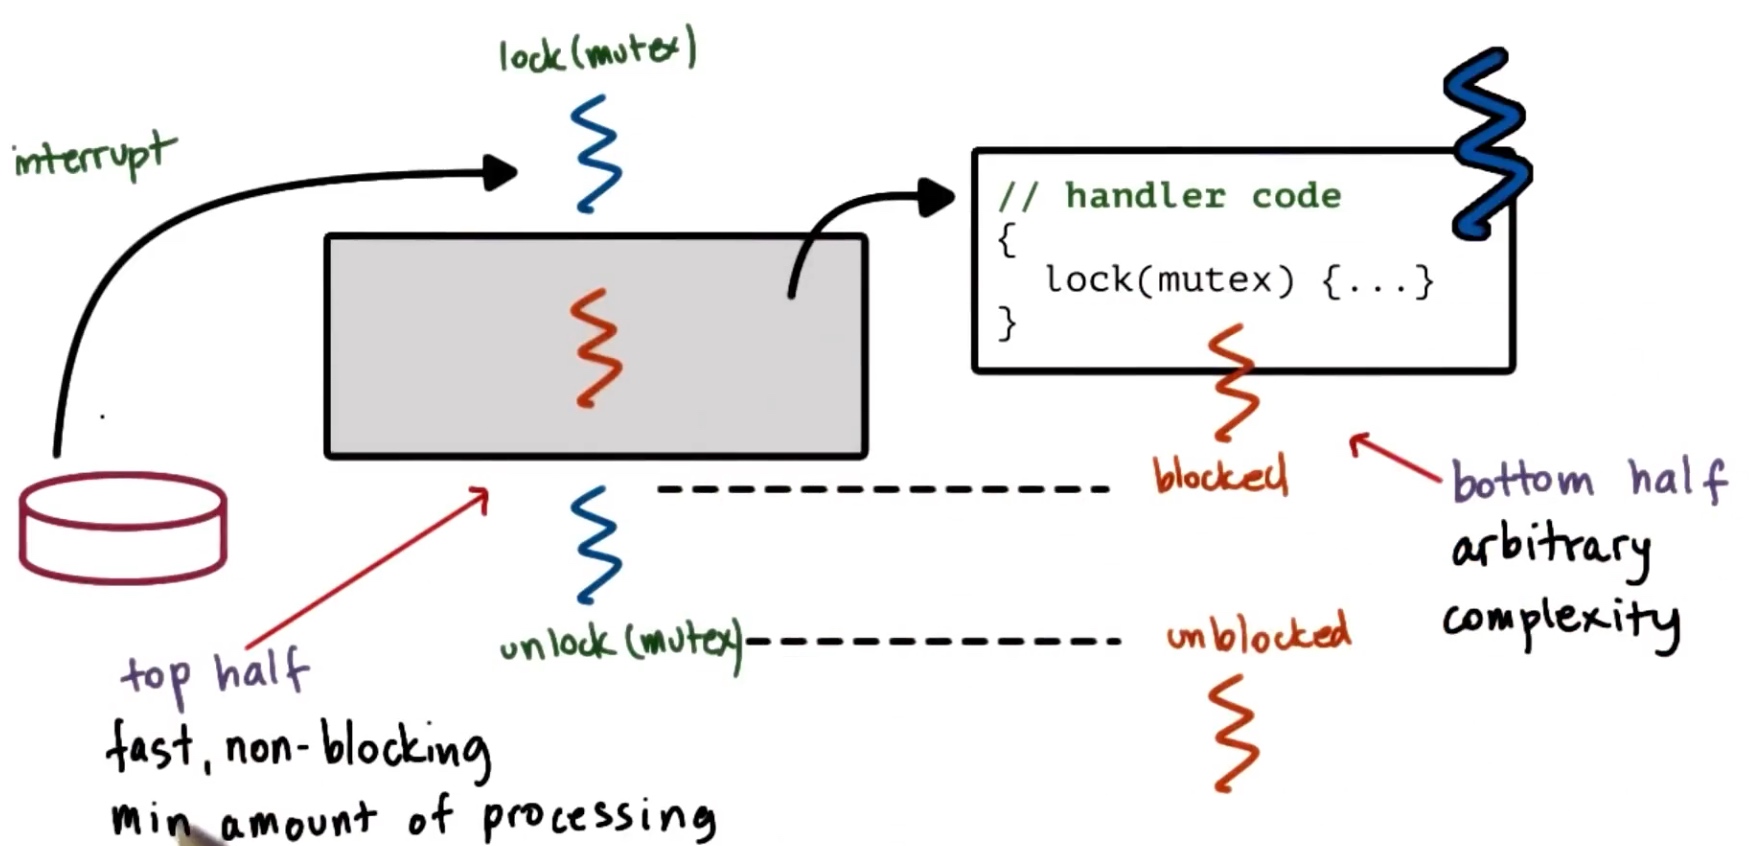 lock(mutex)
interrupt
// handler code
{
lock(mutex) {...}
}
blocked
bottom half
arbitrary
complexity
unlock(mutex)
unblocked
top half
fast, non-blocking
min amount of processing